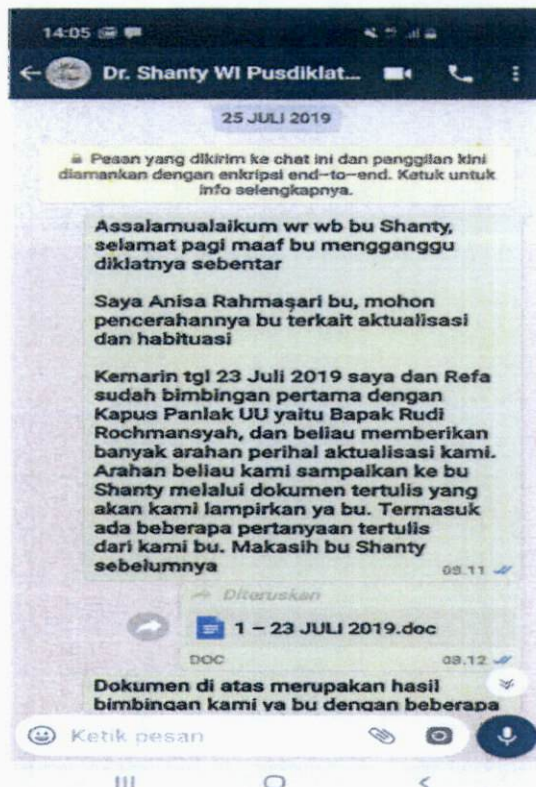 14:05
Dr. Shanty WI Pusdiklat...
25 JULI 2019
Pesan yang dikirim ke chat ini dan panggilan kini
diamankan dengan enkripsi end-to-end. Ketuk untuk
info selengkapnya.
Assalamualaikum wr wb bu Shanty,
selamat pagi maaf bu mengganggu
diklatnya sebentar
Saya Anisa Rahmasari bu, mohon
pencerahannya bu terkait aktualisasi
dan habituasi
Kemarin tgl 23 Juli 2019 saya dan Refa
sudah bimbingan pertama dengan
Kapus Panlak UU yaitu Bapak Rudi
Rochmansyah, dan beliau memberikan
banyak arahan perihal aktualisasi kami.
Arahan beliau kami sampaikan ke bu
Shanty melalui dokumen tertulis yang
akan kami lampirkan ya bu. Termasuk
ada beberapa pertanyaan tertulis
dari kami bu. Makasih bu Shanty
sebelumnya
09.11
Diteruskan
1 – 23 JULI 2019.doc
DOC
09.12
Dokumen di atas merupakan hasil
bimbingan kami ya bu dengan beberapa
Ketik pesan